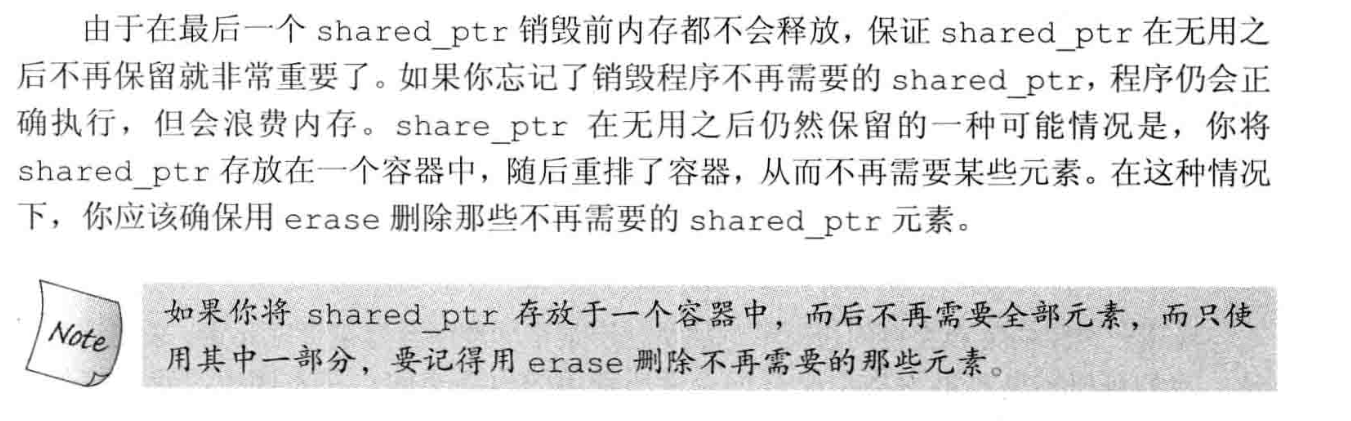 由于在最后一个 shared_ptr 销毁前内存都不会释放，保证 shared_ptr 在无用之
后不再保留就非常重要了。如果你忘记了销毁程序不再需要的 shared_ptr，程序仍会正
确执行，但会浪费内存。share_ptr 在无用之后仍然保留的一种可能情况是，你将
shared_ptr 存放在一个容器中，随后重排了容器，从而不再需要某些元素。在这种情况
下，你应该确保用 erase 删除那些不再需要的 shared_ptr 元素。
Note
如果你将 shared_ptr 存放于一个容器中，而后不再需要全部元素，而只使
用其中一部分，要记得用 erase 删除不再需要的那些元素。